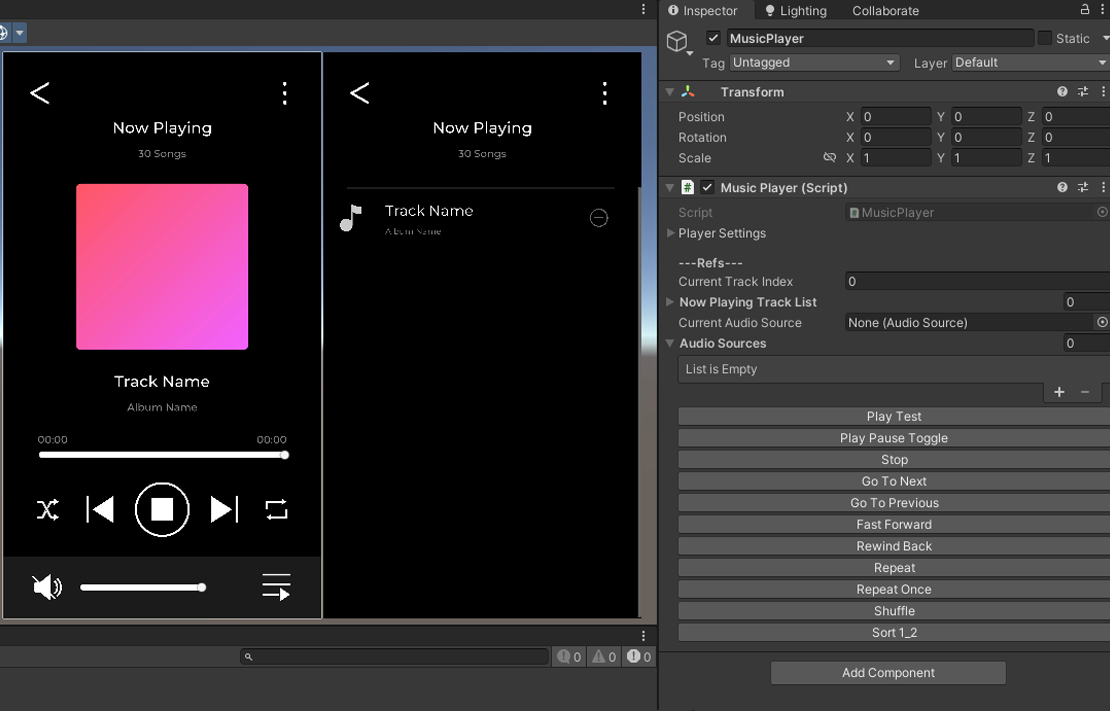 Now Playing
30 Songs
Track Name
Album Name
00:00 00:00
Now Playing
30 Songs
Track Name
Album Name
0 0 0
Inspector Lighting Collaborate
MusicPlayer Static
Tag Untagged Layer Default
Transform
Position X 0 Y 0 Z 0
Rotation X 0 Y 0 Z 0
Scale X 1 Y 1 Z 1
# Music Player (Script)
Script # MusicPlayer
Player Settings
---Refs---
Current Track Index 0
Now Playing Track List 0
Current Audio Source None (Audio Source)
Audio Sources 0
List is Empty
+ −
Play Test
Play Pause Toggle
Stop
Go To Next
Go To Previous
Fast Forward
Rewind Back
Repeat
Repeat Once
Shuffle
Sort 1_2
Add Component